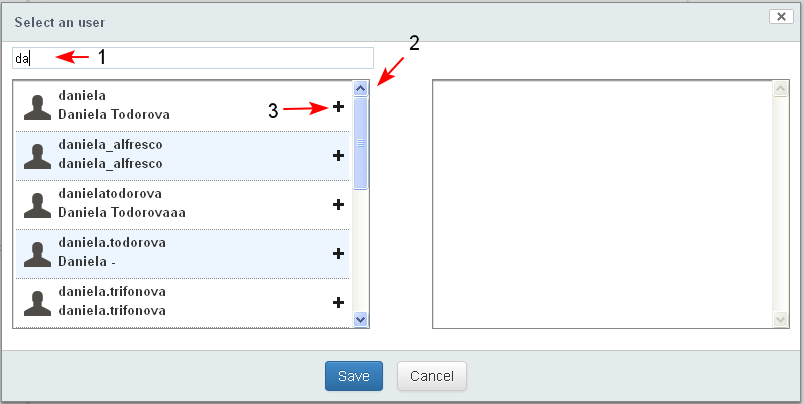 Select an user
da
1
2
3
daniela
Daniela Todorova
daniela_alfresco
daniela_alfresco
danielatodorova
Daniela Todorovaaa
daniela.todorova
Daniela -
daniela.trifonova
daniela.trifonova
Save
Cancel